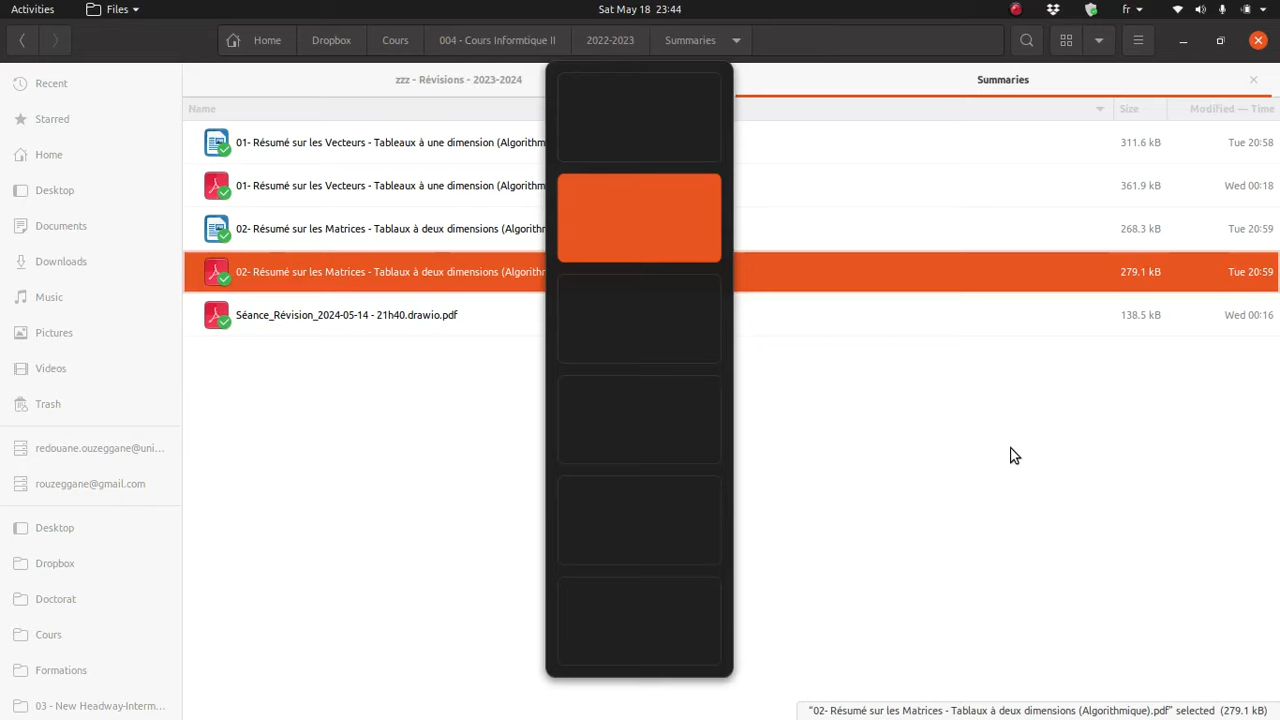 Activities
Files
Sat May 18 23:44
fr
Home
Dropbox
Cours
004 - Cours Informtique II
2022-2023
Summaries
Recent
Starred
Home
Desktop
Documents
Downloads
Music
Pictures
Videos
Trash
redouane.ouzeggane@uni...
rouzeggane@gmail.com
Desktop
Dropbox
Doctorat
Cours
Formations
03 - New Headway-Interm...
zzz - Révisions - 2023-2024
Summaries
Name
Size
Modified — Time
01- Résumé sur les Vecteurs - Tableaux à une dimension (Algorithm
311.6 kB
Tue 20:58
01- Résumé sur les Vecteurs - Tableaux à une dimension (Algorithm
361.9 kB
Wed 00:18
02- Résumé sur les Matrices - Tablaux à deux dimensions (Algorithr
268.3 kB
Tue 20:59
02- Résumé sur les Matrices - Tablaux à deux dimensions (Algorithr
279.1 kB
Tue 20:59
Séance_Révision_2024-05-14 - 21h40.drawio.pdf
138.5 kB
Wed 00:16
“02- Résumé sur les Matrices - Tablaux à deux dimensions (Algorithmique).pdf” selected (279.1 kB)